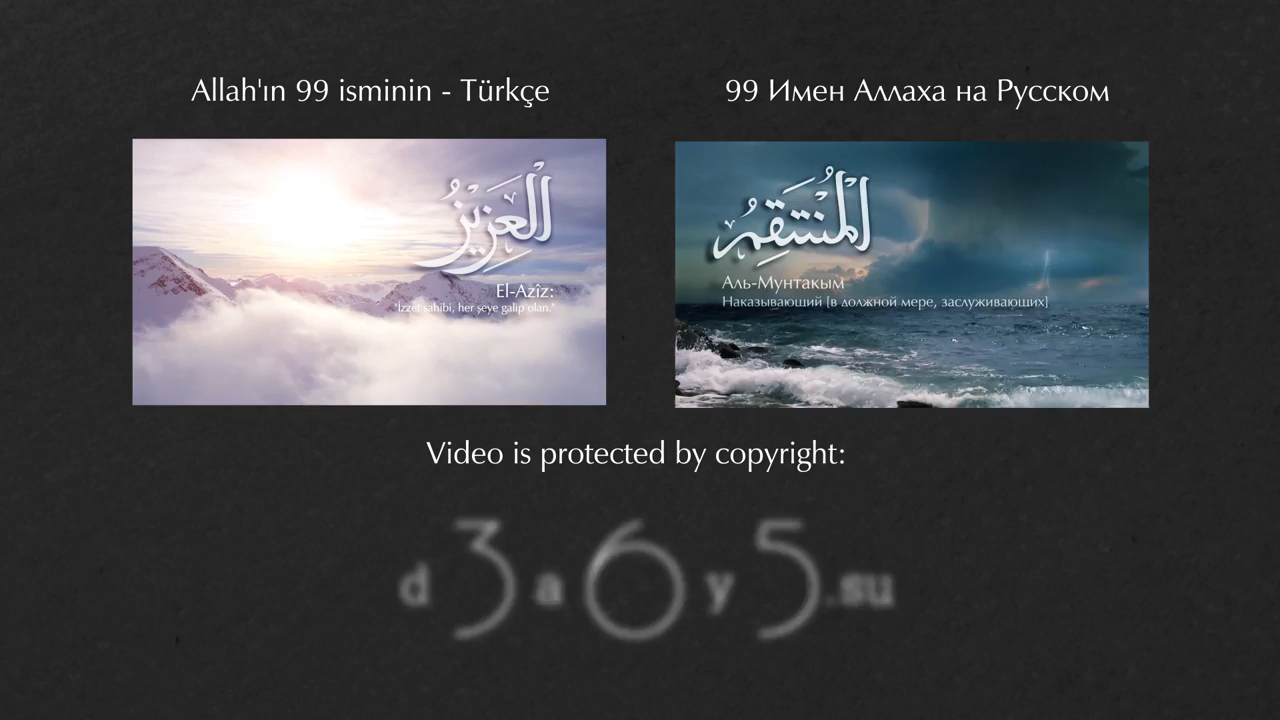 Allah'ın 99 isminin - Türkçe
99 Имен Аллаха на Русском
الْعَزِيزُ
El-Azîz:
"İzzet sahibi, her şeye galip olan."
الْمُنْتَقِمُ
Аль-Мунтакым
Наказывающий [в должной мере, заслуживающих]
Video is protected by copyright:
d3a6y5.su